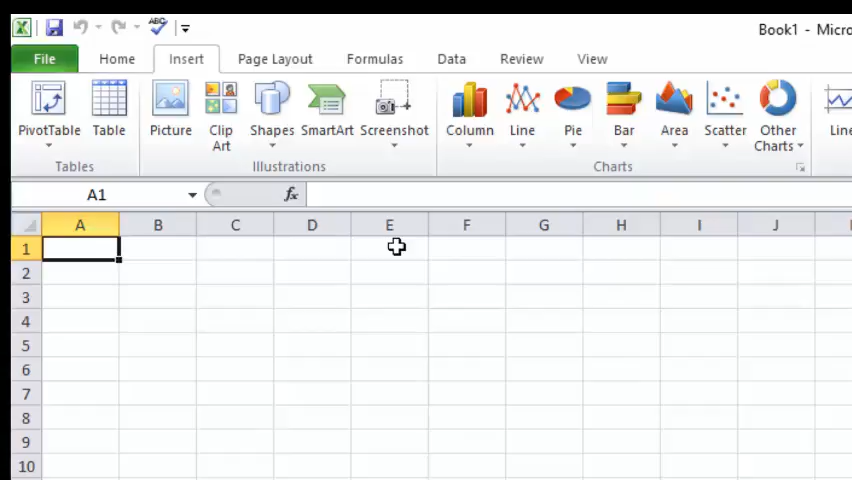 ABC
Book1 - Micro
File Home Insert Page Layout Formulas Data Review View
PivotTable Table Picture Clip Art Shapes SmartArt Screenshot Column Line Pie Bar Area Scatter Other Charts Line
Tables Illustrations Charts
A1 fx
A B C D E F G H I J
1
2
3
4
5
6
7
8
9
10